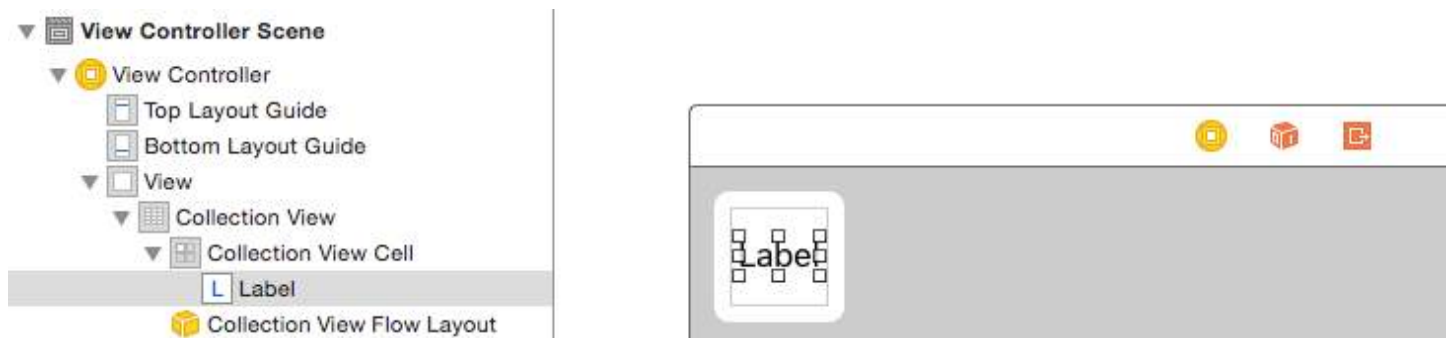 View Controller Scene
View Controller
Top Layout Guide
Bottom Layout Guide
View
Collection View
Collection View Cell
L Label
Collection View Flow Layout
Label